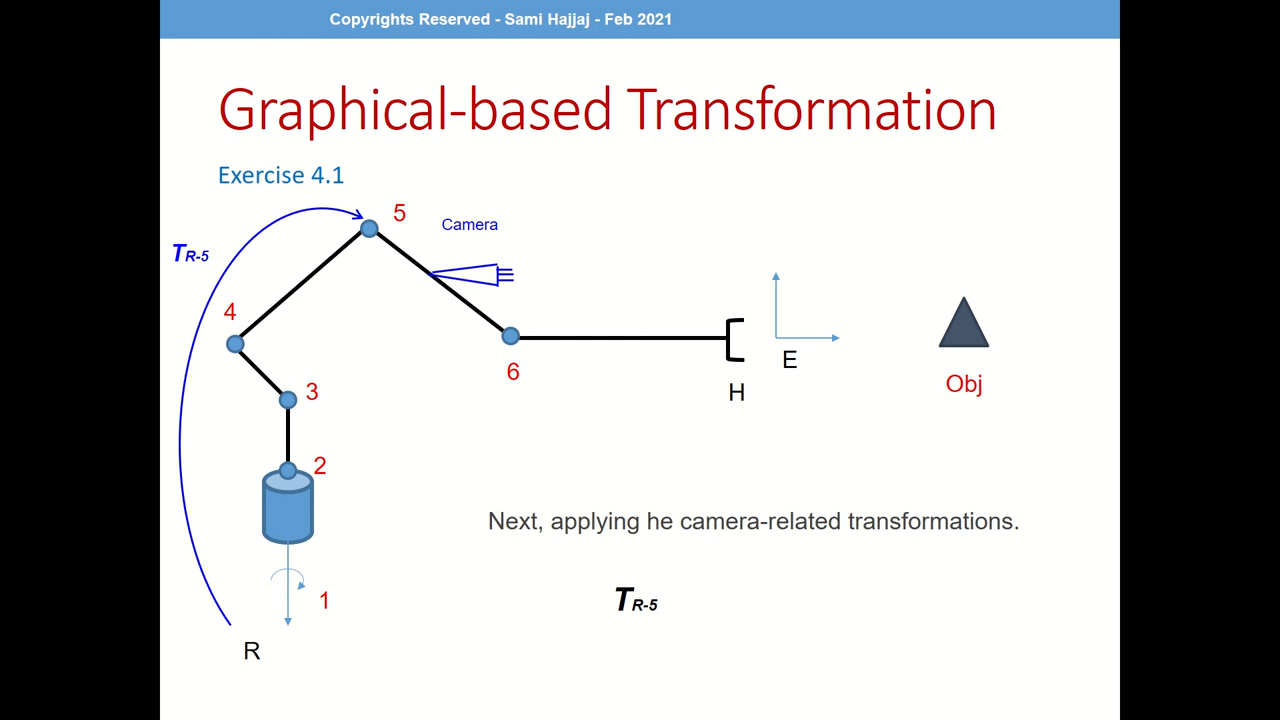 Copyrights Reserved - Sami Hajjaj - Feb 2021
Graphical-based Transformation
Exercise 4.1
5
Camera
TR-5
4
6
E
H
Obj
3
2
Next, applying he camera-related transformations.
TR-5
1
R